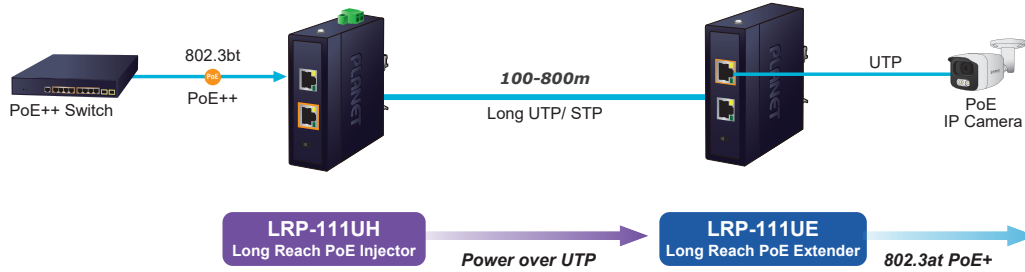 802.3bt
PoE
PoE++
PoE++ Switch
PLANET
100-800m
Long UTP/ STP
PLANET
UTP
PoE
IP Camera
LRP-111UH
Long Reach PoE Injector
Power over UTP
LRP-111UE
Long Reach PoE Extender
802.3at PoE+